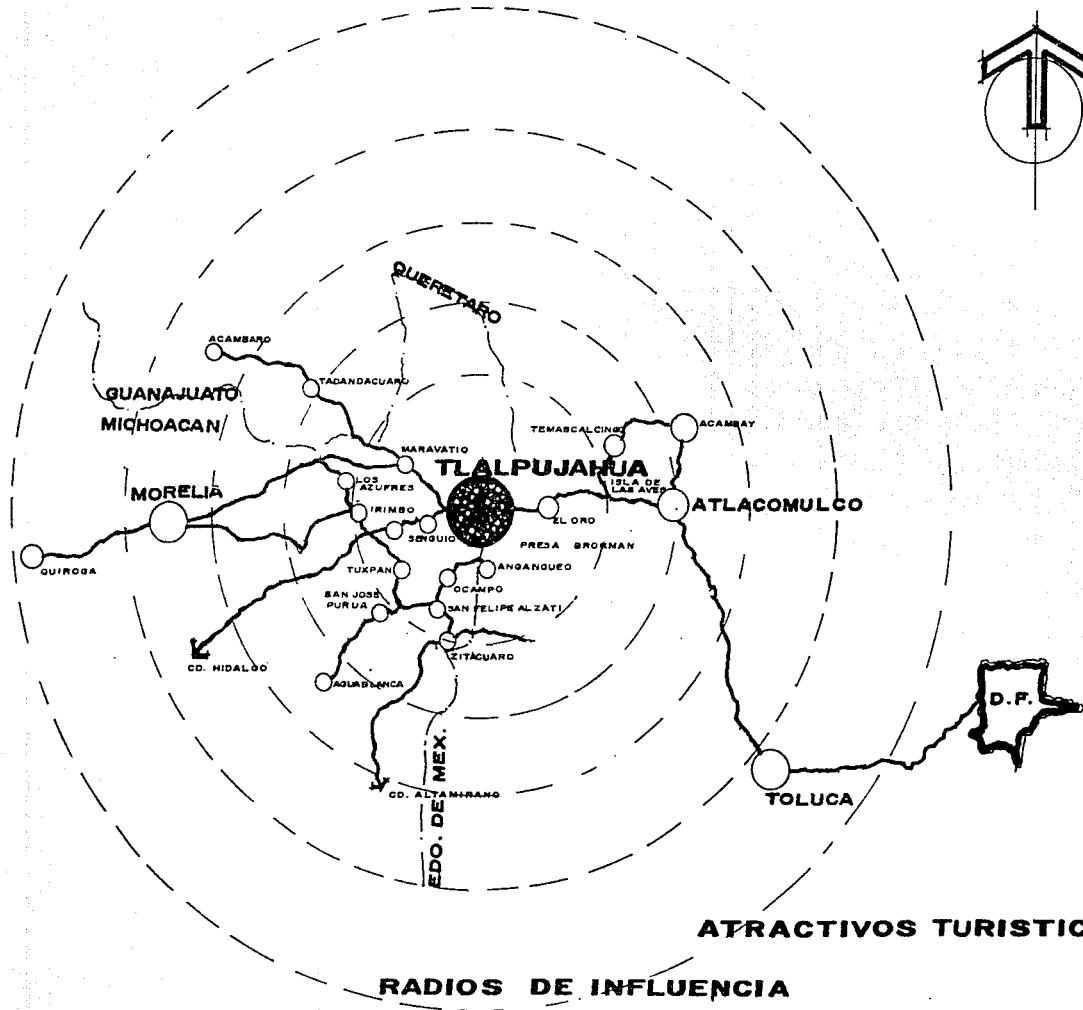 QUERETARO
ACAMBARO
TADANDACUARO
GUANAJUATO
MICHOACAN
TEMASCALCINGO
ACAMBAY
MARAVATIO
TLALPUJAHUA
LOS
AZUFRES
ISLA DE
LAS AVES
MORELIA
IRIMBO
ATLACOMULCO
EL ORO
SENGUIO
PRESA BROKMAN
QUIROGA
TUXPAN
ANGANGUEO
OCAMPO
SAN JOSE
PURUA
SAN FELIPE ALZATI
ZITACUARO
CD. HIDALGO
AGUABLANCA
D.F.
EDO. DE MEX.
CD. ALTAMIRANO
TOLUCA
ATRACTIVOS TURISTIC
RADIOS DE INFLUENCIA